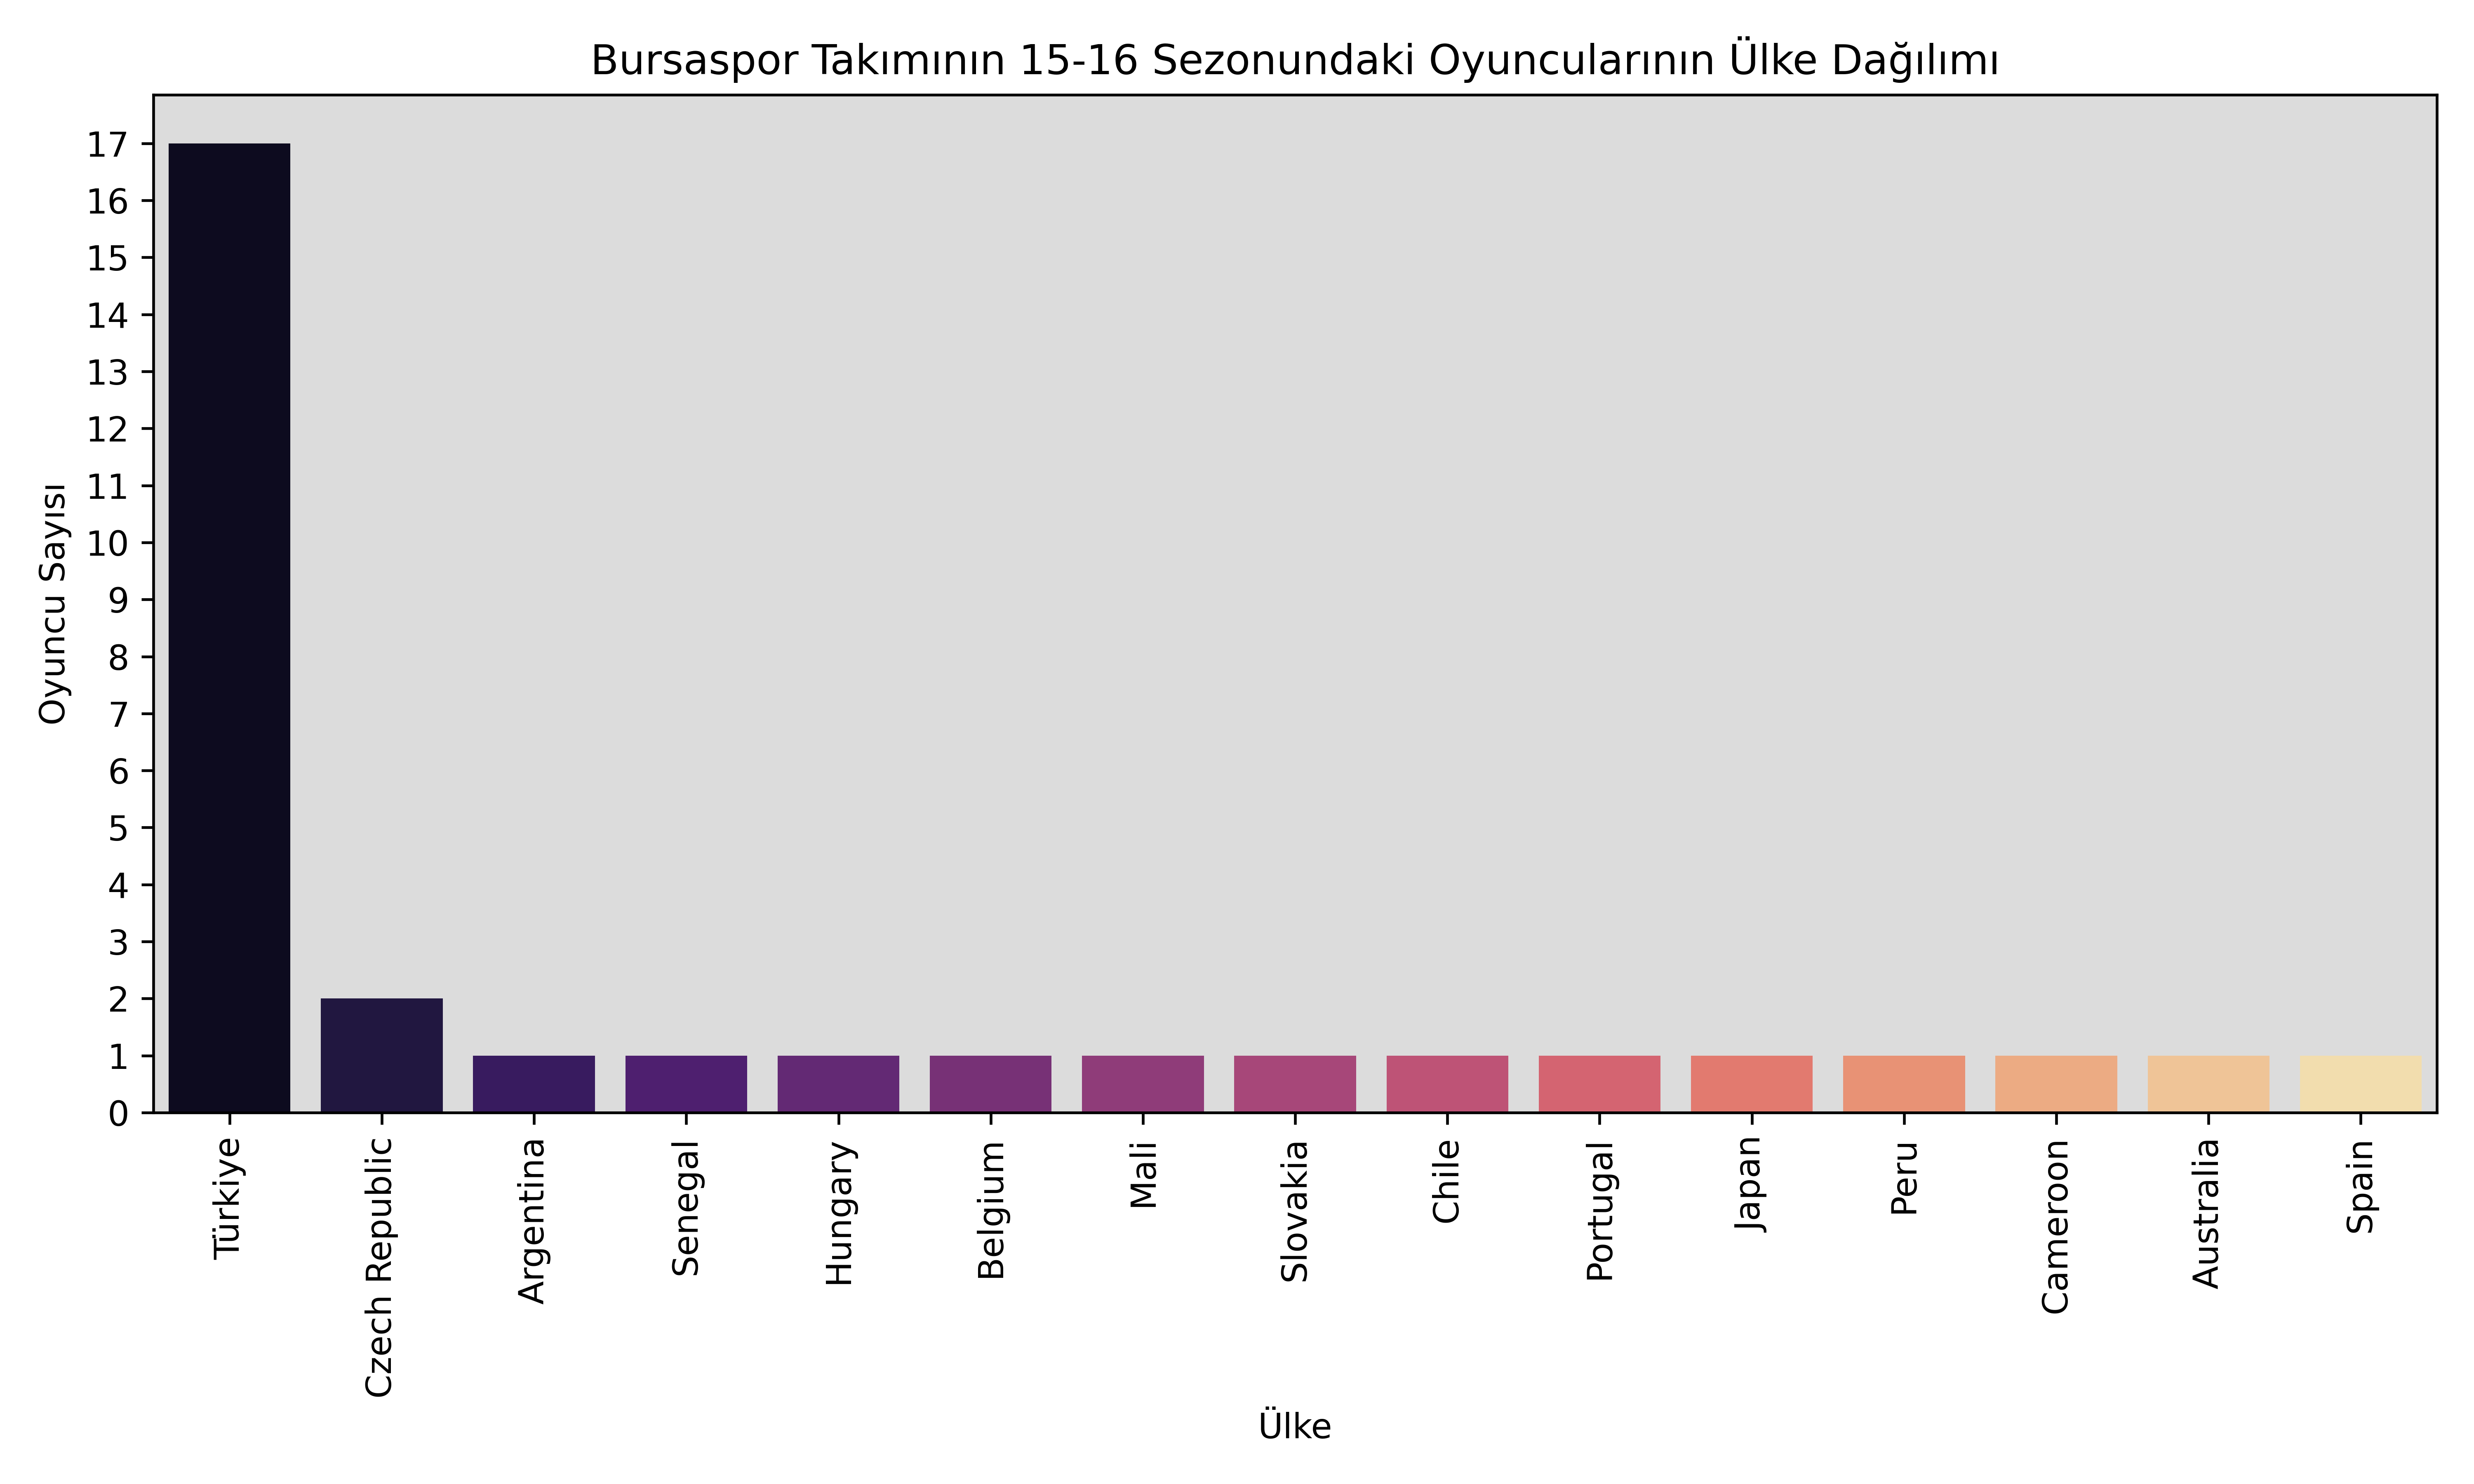 Bursaspor Takımının 15-16 Sezonundaki Oyuncularının Ülke Dağılımı
Oyuncu Sayısı
17
16
15
14
13
12
11
10
9
8
7
6
5
4
3
2
1
0
Türkiye
Czech Republic
Argentina
Senegal
Hungary
Belgium
Mali
Slovakia
Chile
Portugal
Japan
Peru
Cameroon
Australia
Spain
Ülke